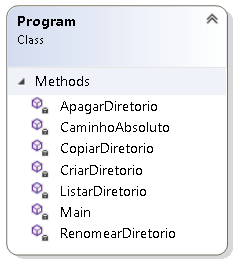 Program
Class
Methods
ApagarDiretorio
CaminhoAbsoluto
CopiarDiretorio
CriarDiretorio
ListarDiretorio
Main
RenomearDiretorio